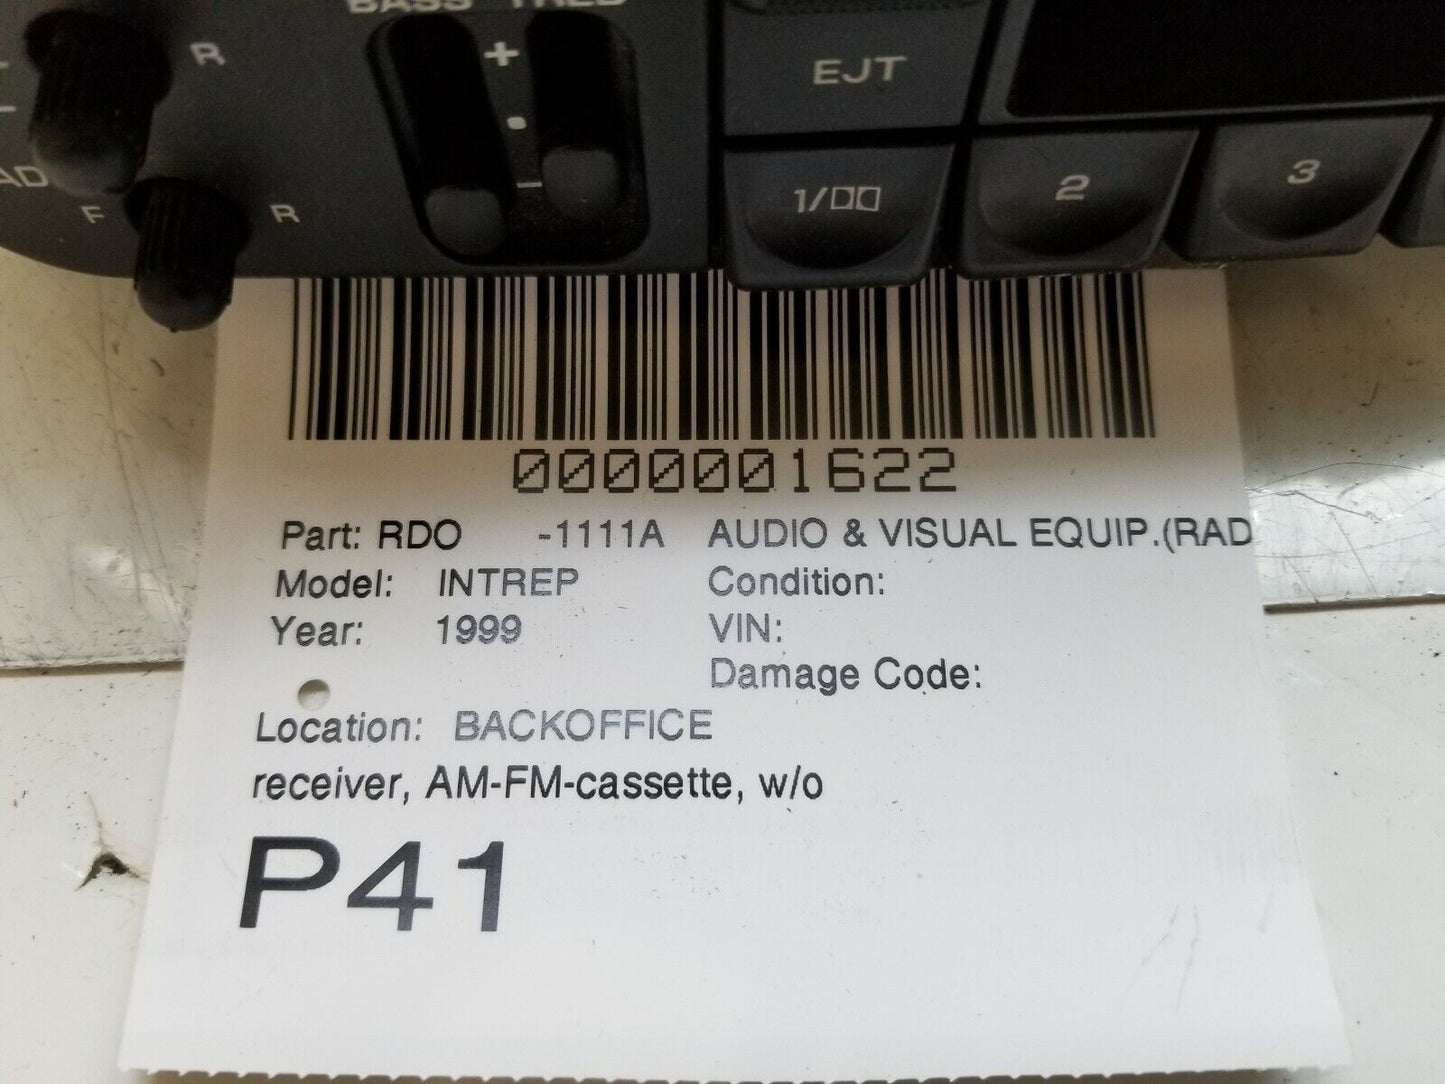 BASS TREB
R
+
EJT
-
AD
F R
1/
2
3
0000001622
Part: RDO -1111A AUDIO & VISUAL EQUIP.(RAD
Model: INTREP Condition:
Year: 1999 VIN:
Damage Code:
Location: BACKOFFICE
receiver, AM-FM-cassette, w/o
P41